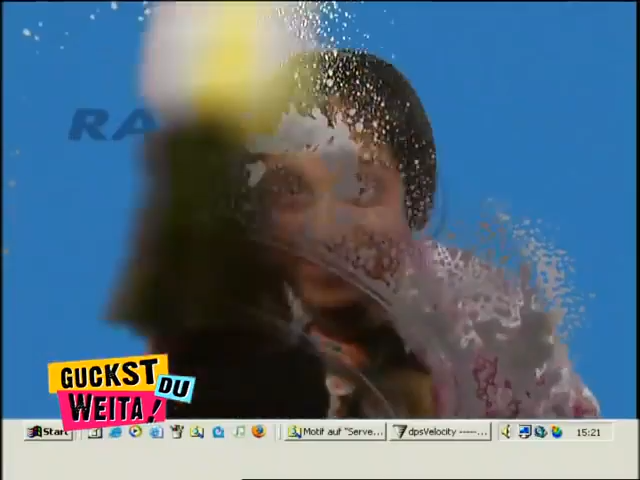 RA
GUCKST
DU
WEITA!
Start
Motif auf "Serve...
dpsVelocity -----...
15:21